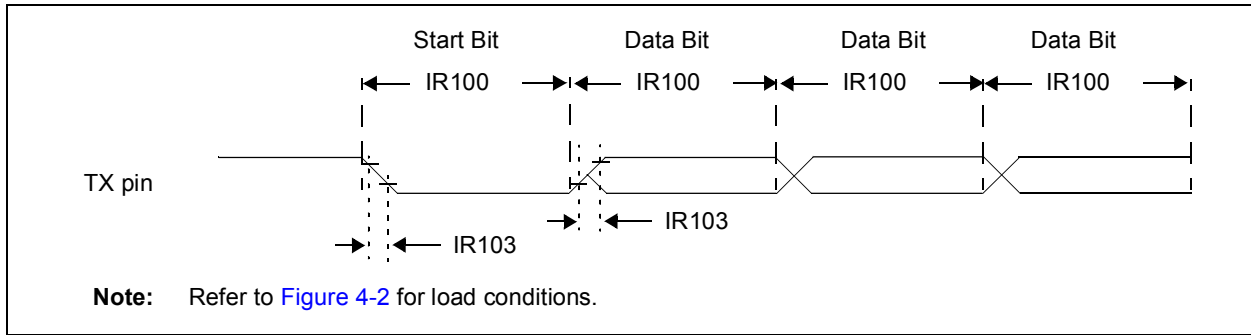 Start Bit Data Bit Data Bit Data Bit
IR100 IR100 IR100 IR100
TX pin
IR103 IR103
Note: Refer to Figure 4-2 for load conditions.